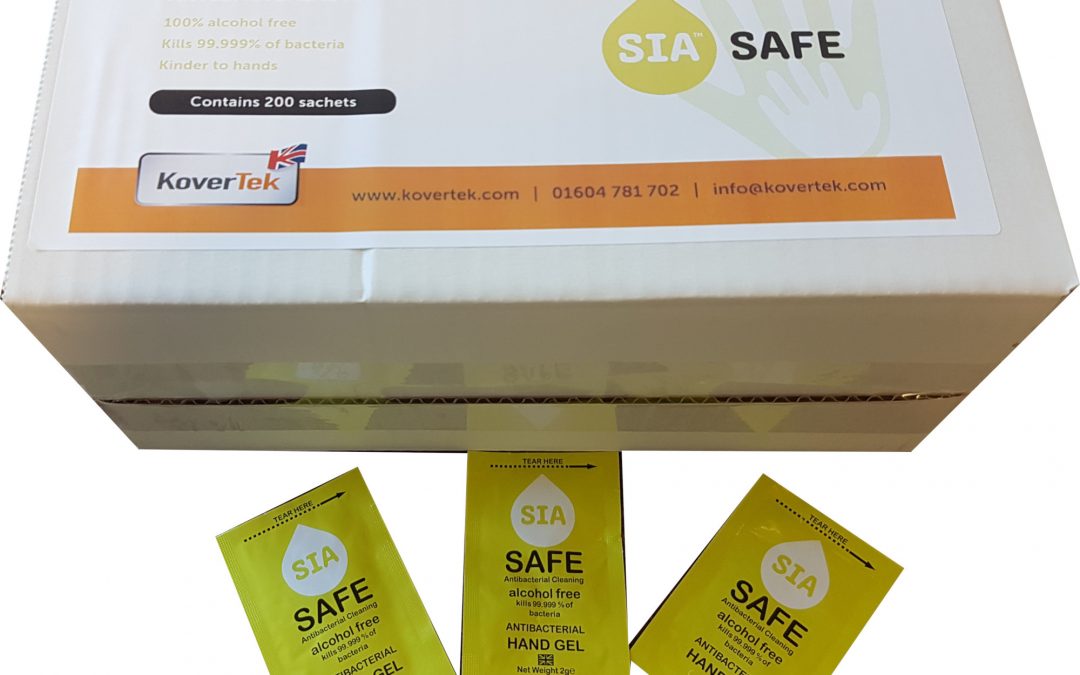 100% alcohol free
Kills 99.999% of bacteria
Kinder to hands
Contains 200 sachets
SIA™ SAFE
KoverTek
www.kovertek.com | 01604 781 702 | info@kovertek.com
TEAR HERE
SIA
SAFE
Antibacterial Cleaning
alcohol free
kills 99.999 % of
bacteria
ANTIBACTERIAL
HAND GEL
Net Weight 2g℮
TEAR HERE
SIA
SAFE
Antibacterial Cleaning
alcohol free
kills 99.999 % of
bacteria
TEAR HERE
SIA
SAFE
Antibacterial Cleaning
alcohol free
kills 99.999 % of
bacteria